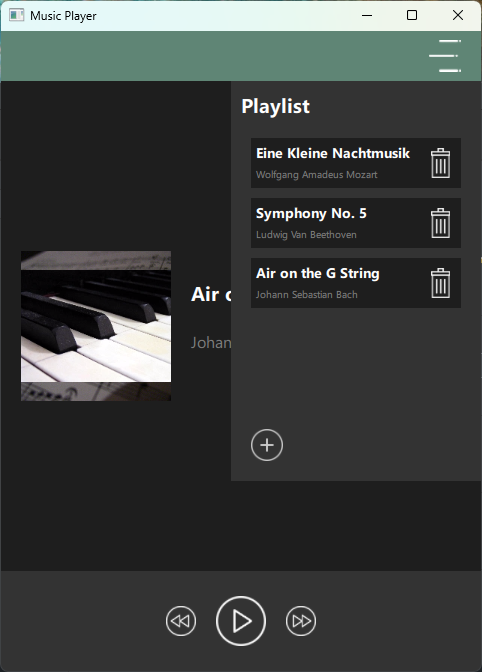 Music Player
Playlist
Eine Kleine Nachtmusik
Wolfgang Amadeus Mozart
Symphony No. 5
Ludwig Van Beethoven
Air on the G String
Johann Sebastian Bach
Air
Johan